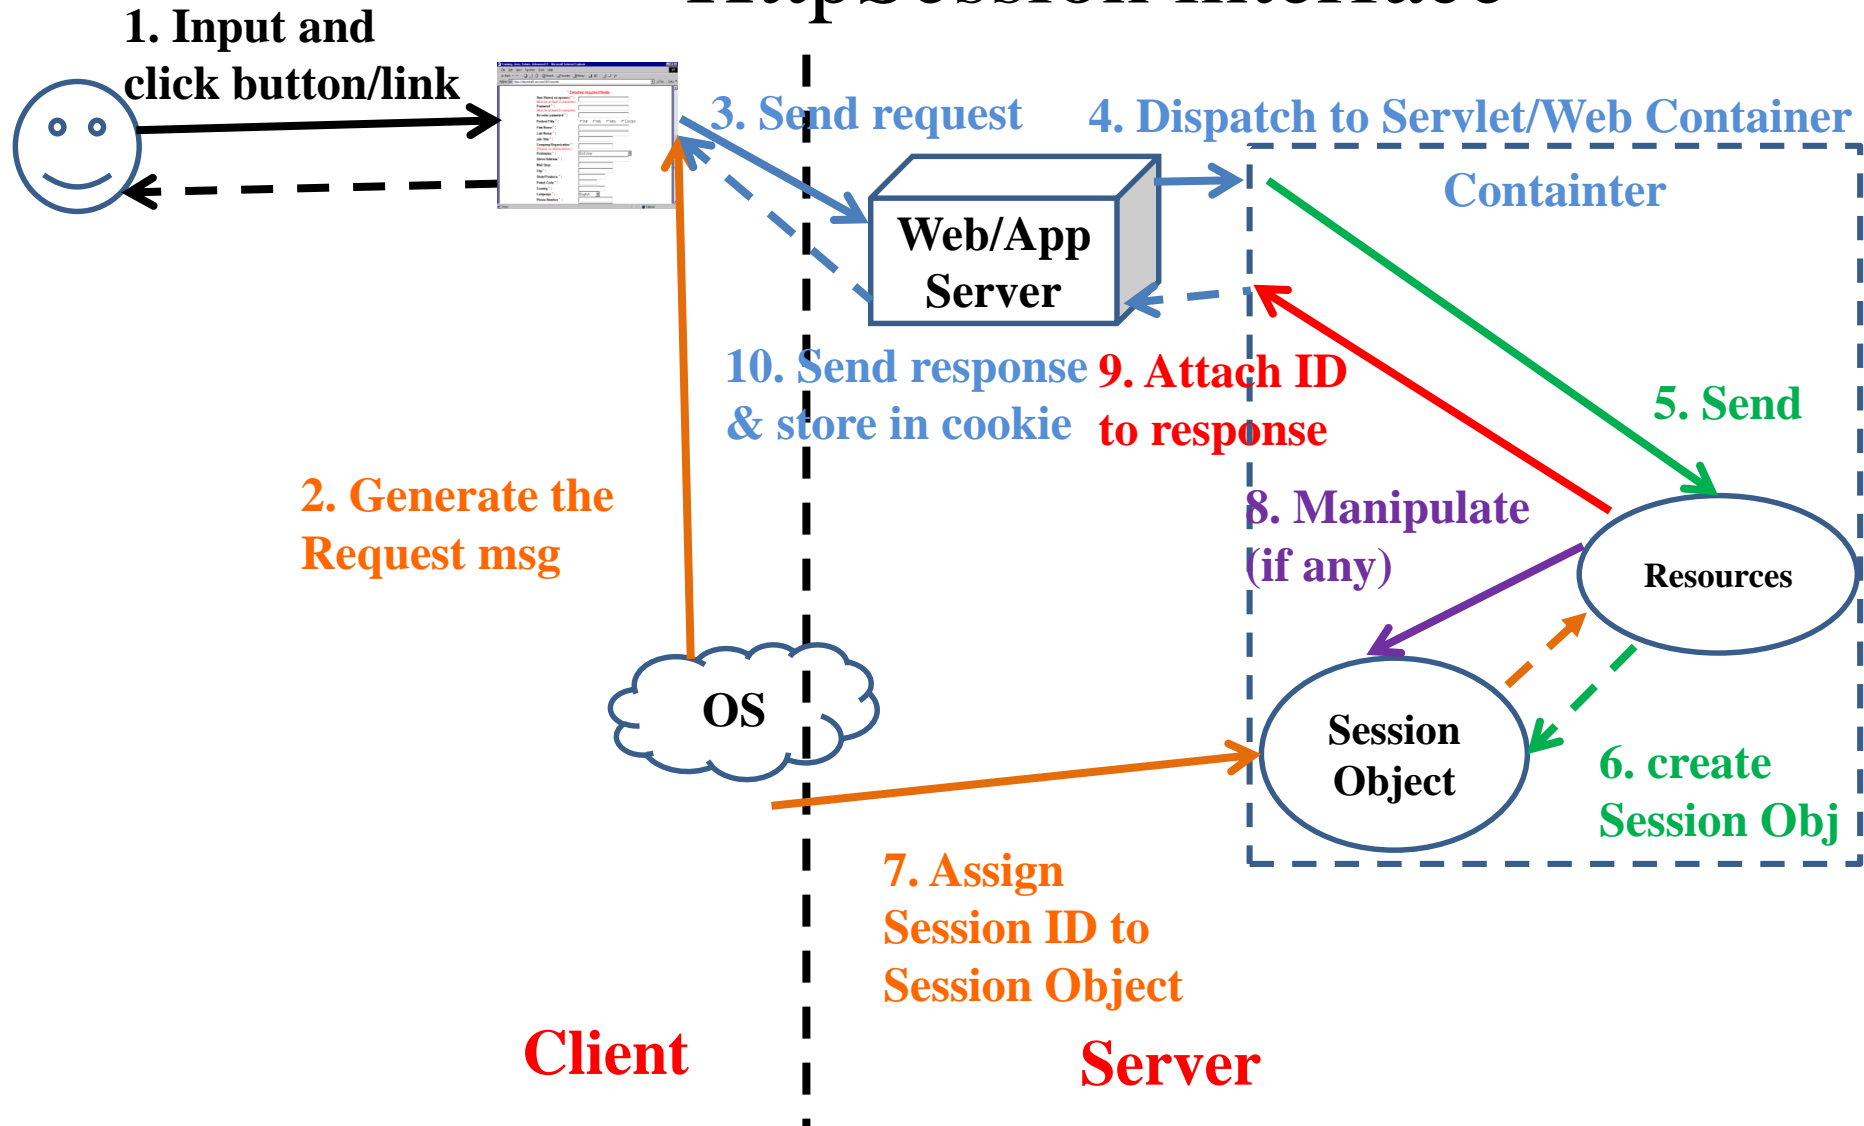 HttpSession interface
1. Input and
click button/link
3. Send request
4. Dispatch to Servlet/Web Container
Containter
Web/App
Server
10. Send response
& store in cookie
9. Attach ID
to response
5. Send
2. Generate the
Request msg
8. Manipulate
(if any)
Resources
OS
Session
Object
6. create
Session Obj
7. Assign
Session ID to
Session Object
Client
Server